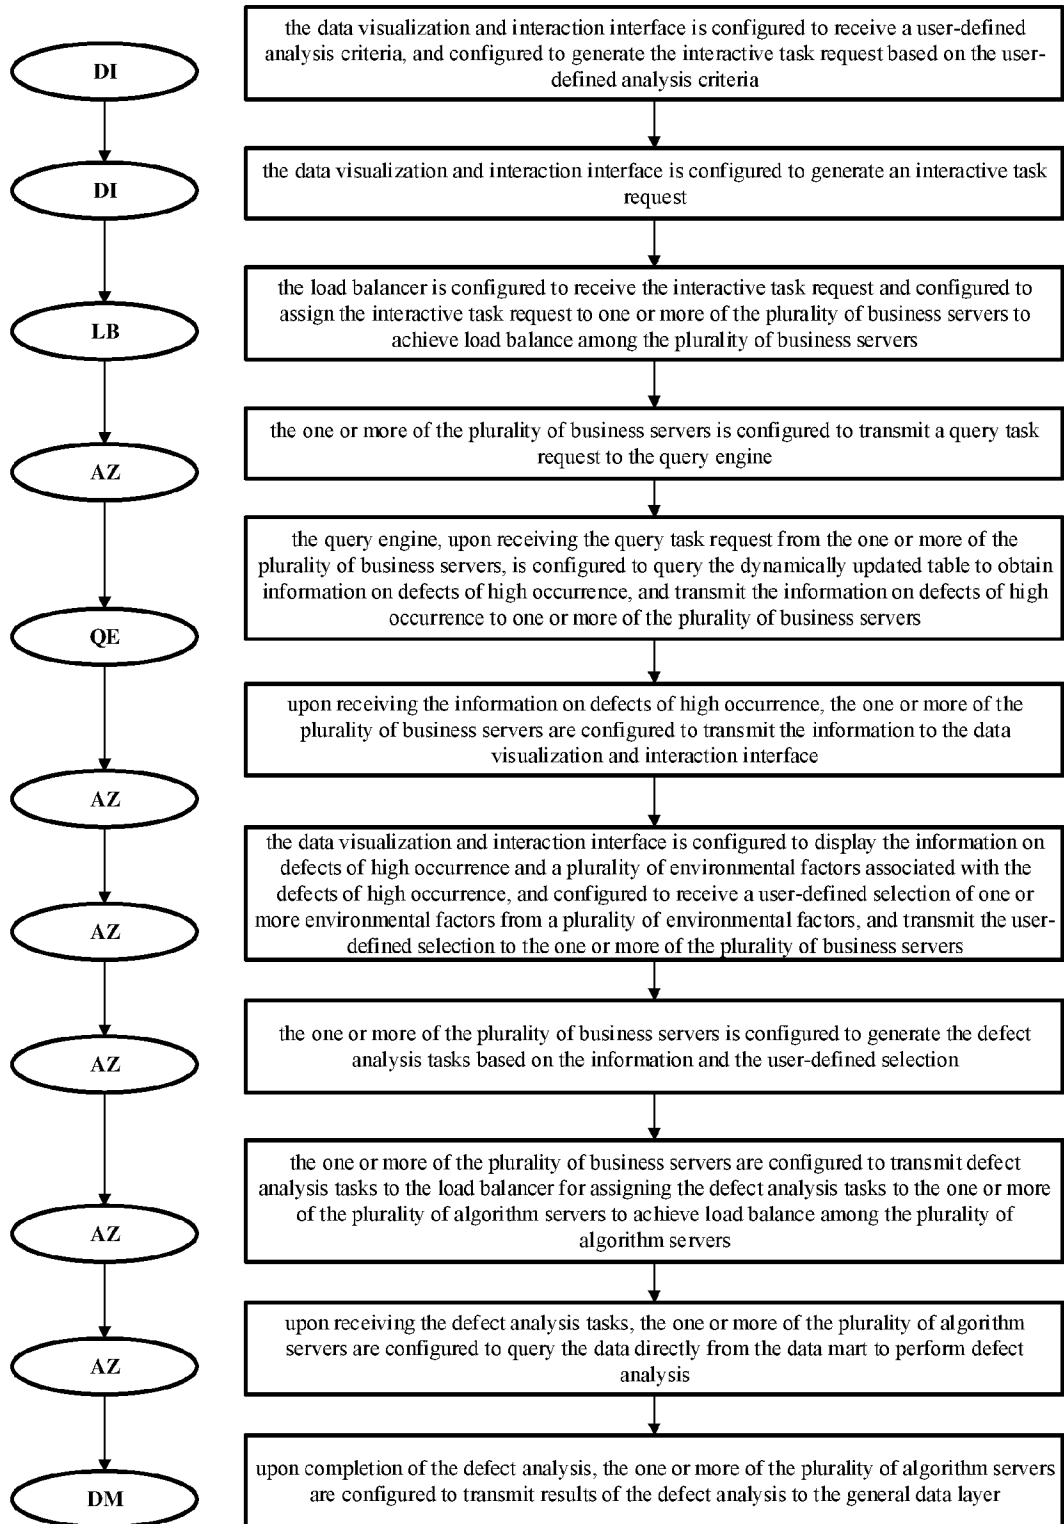 the data visualization and interaction interface is configured to receive a user-defined
analysis criteria, and configured to generate the interactive task request based on the user-
defined analysis criteria
DI
the data visualization and interaction interface is configured to generate an interactive task
request
DI
the load balancer is configured to receive the interactive task request and configured to
assign the interactive task request to one or more of the plurality of business servers to
achieve load balance among the plurality of business servers
LB
the one or more of the plurality of business servers is configured to transmit a query task
request to the query engine
AZ
the query engine, upon receiving the query task request from the one or more of the
plurality of business servers, is configured to query the dynamically updated table to obtain
information on defects of high occurrence, and transmit the information on defects of high
occurrence to one or more of the plurality of business servers
QE
upon receiving the information on defects of high occurrence, the one or more of the
plurality of business servers are configured to transmit the information to the data
visualization and interaction interface
AZ
the data visualization and interaction interface is configured to display the information on
defects of high occurrence and a plurality of environmental factors associated with the
defects of high occurrence, and configured to receive a user-defined selection of one or
more environmental factors from a plurality of environmental factors, and transmit the user-
defined selection to the one or more of the plurality of business servers
AZ
the one or more of the plurality of business servers is configured to generate the defect
analysis tasks based on the information and the user-defined selection
AZ
the one or more of the plurality of business servers are configured to transmit defect
analysis tasks to the load balancer for assigning the defect analysis tasks to the one or more
of the plurality of algorithm servers to achieve load balance among the plurality of
algorithm servers
AZ
upon receiving the defect analysis tasks, the one or more of the plurality of algorithm
servers are configured to query the data directly from the data mart to perform defect
analysis
AZ
upon completion of the defect analysis, the one or more of the plurality of algorithm servers
are configured to transmit results of the defect analysis to the general data layer
DM